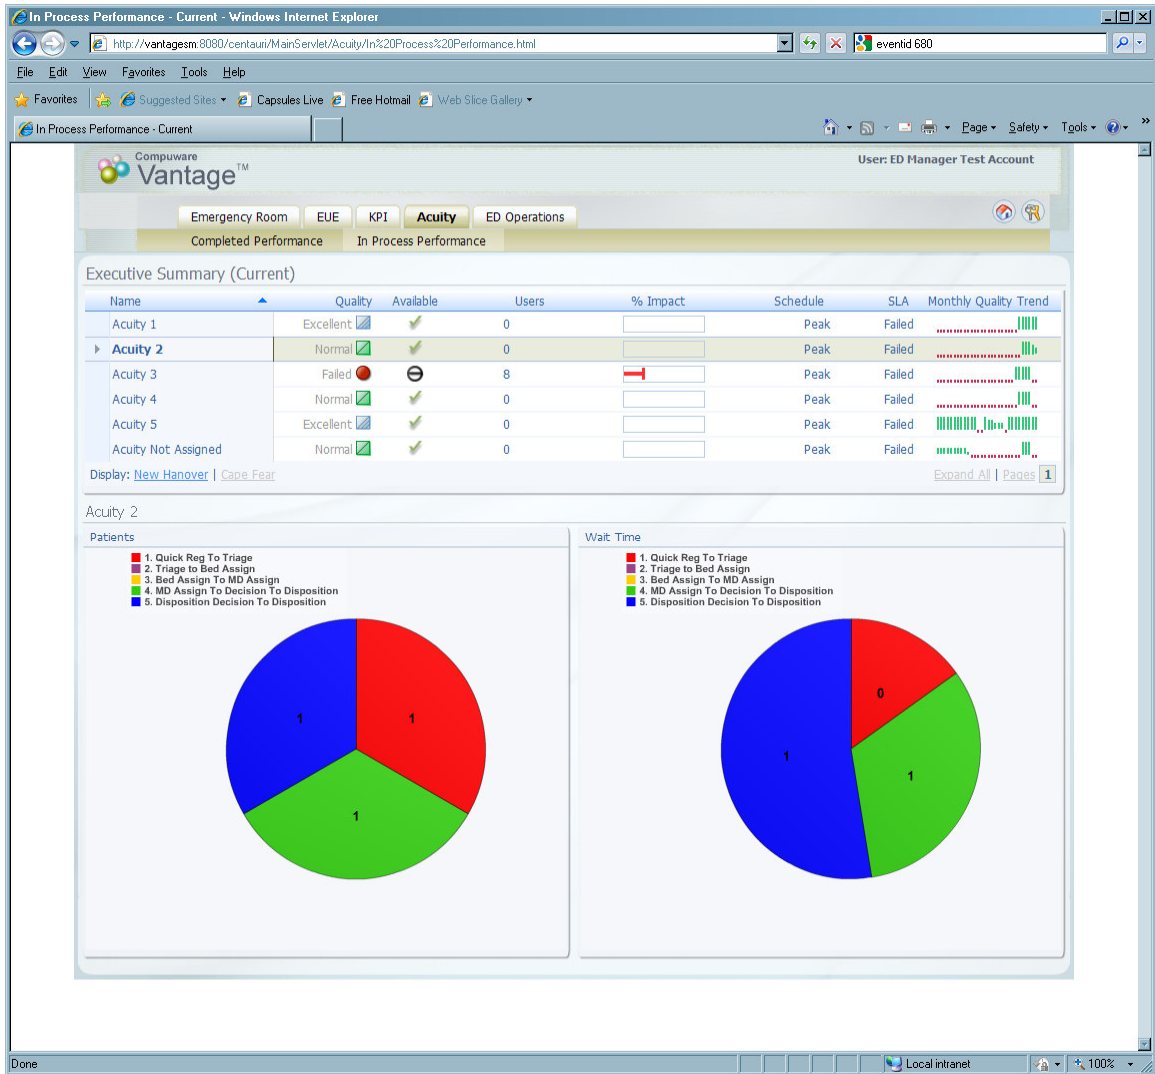 In Process Performance - Current - Windows Internet Explorer
http://vantagesm:8080/centauri/MainServlet/Acuity/In%20Process%20Performance.html
eventid 680
File Edit View Favorites Tools Help
Favorites Suggested Sites Capsules Live Free Hotmail Web Slice Gallery
In Process Performance - Current
Page Safety Tools
Compuware
Vantage™
User: ED Manager Test Account
Emergency Room EUE KPI Acuity ED Operations
Completed Performance In Process Performance
Executive Summary (Current)
Name Quality Available Users % Impact Schedule SLA Monthly Quality Trend
Acuity 1 Excellent 0 Peak Failed
Acuity 2 Normal 0 Peak Failed
Acuity 3 Failed 8 Peak Failed
Acuity 4 Normal 0 Peak Failed
Acuity 5 Excellent 0 Peak Failed
Acuity Not Assigned Normal 0 Peak Failed
Display: New Hanover | Cape Fear Expand All | Pages 1
Acuity 2
Patients
1. Quick Reg To Triage
2. Triage to Bed Assign
3. Bed Assign To MD Assign
4. MD Assign To Decision To Disposition
5. Disposition Decision To Disposition
1
1
1
Wait Time
1. Quick Reg To Triage
2. Triage to Bed Assign
3. Bed Assign To MD Assign
4. MD Assign To Decision To Disposition
5. Disposition Decision To Disposition
0
1
1
Done Local intranet 100%